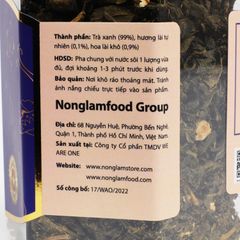 Thành phần: Trà xanh (99%), hương lài tự
nhiên (0,1%), hoa lài khô (0,9%)
HDSD: Pha chung với nước sôi 1 lượng vừa
đủ, đợi khoảng 1-3 phút trước khi dùng.
Bảo quản: Nơi khô ráo thoáng mát. Tránh
ánh nắng chiếu trực tiếp vào sản phẩm.
Nonglamfood Group
Địa chỉ: 68 Nguyễn Huệ, Phường Bến Nghé,
Quận 1, Thành phố Hồ Chí Minh, Việt Nam.
Sản xuất tại: Công ty Cổ phần TMDV WE
ARE ONE
Website: www.nonglamstore.com
www.nonglamfood.com
Số công bố: 17/WAO/2022